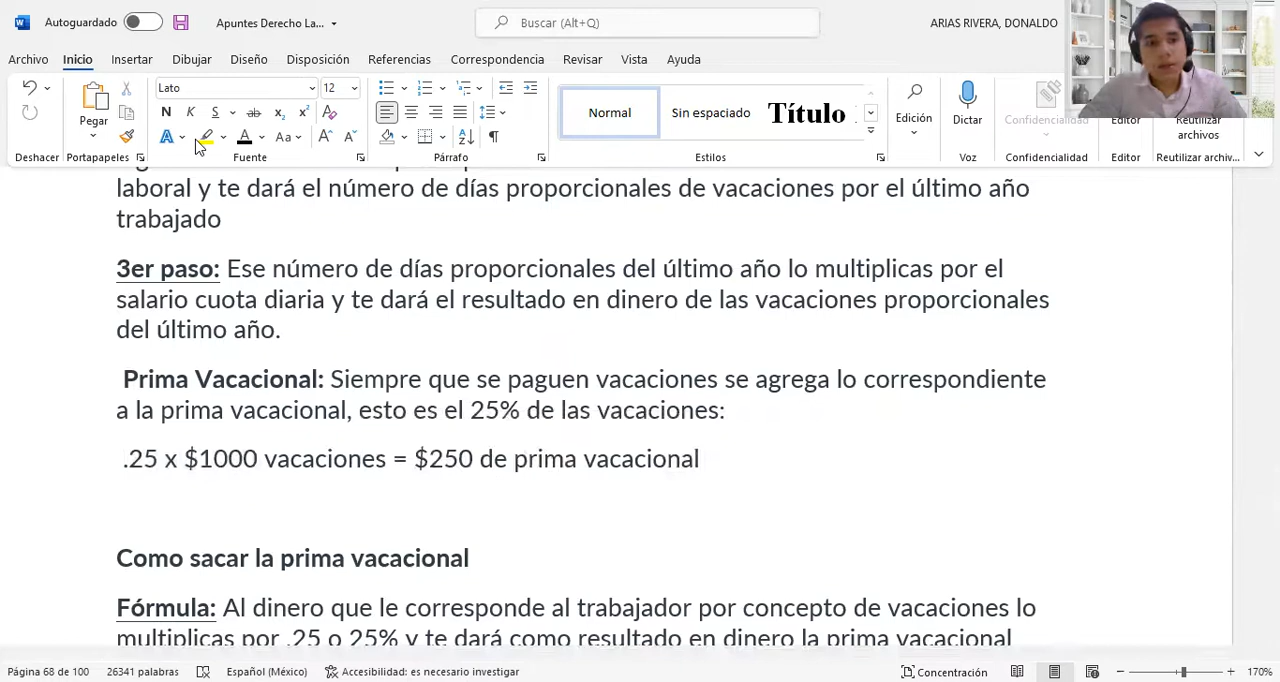 Autoguardado
Apuntes Derecho La...
Buscar (Alt+Q)
ARIAS RIVERA, DONALDO
Archivo Inicio Insertar Dibujar Diseño Disposición Referencias Correspondencia Revisar Vista Ayuda
Lato 12
Pegar
N K S ab x₂ x²
A A Aa A A
Normal Sin espaciado Título
Edición Dictar Confidencialidad Editor Reutilizar archivos
Deshacer Portapapeles Fuente Párrafo Estilos Voz Confidencialidad Editor Reutilizar archiv...
laboral y te dará el número de días proporcionales de vacaciones por el último año
trabajado
3er paso: Ese número de días proporcionales del último año lo multiplicas por el
salario cuota diaria y te dará el resultado en dinero de las vacaciones proporcionales
del último año.
Prima Vacacional: Siempre que se paguen vacaciones se agrega lo correspondiente
a la prima vacacional, esto es el 25% de las vacaciones:
.25 x $1000 vacaciones = $250 de prima vacacional
Como sacar la prima vacacional
Fórmula: Al dinero que le corresponde al trabajador por concepto de vacaciones lo
multiplicas por .25 o 25% y te dará como resultado en dinero la prima vacacional
Página 68 de 100 26341 palabras Español (México) Accesibilidad: es necesario investigar Concentración 170%